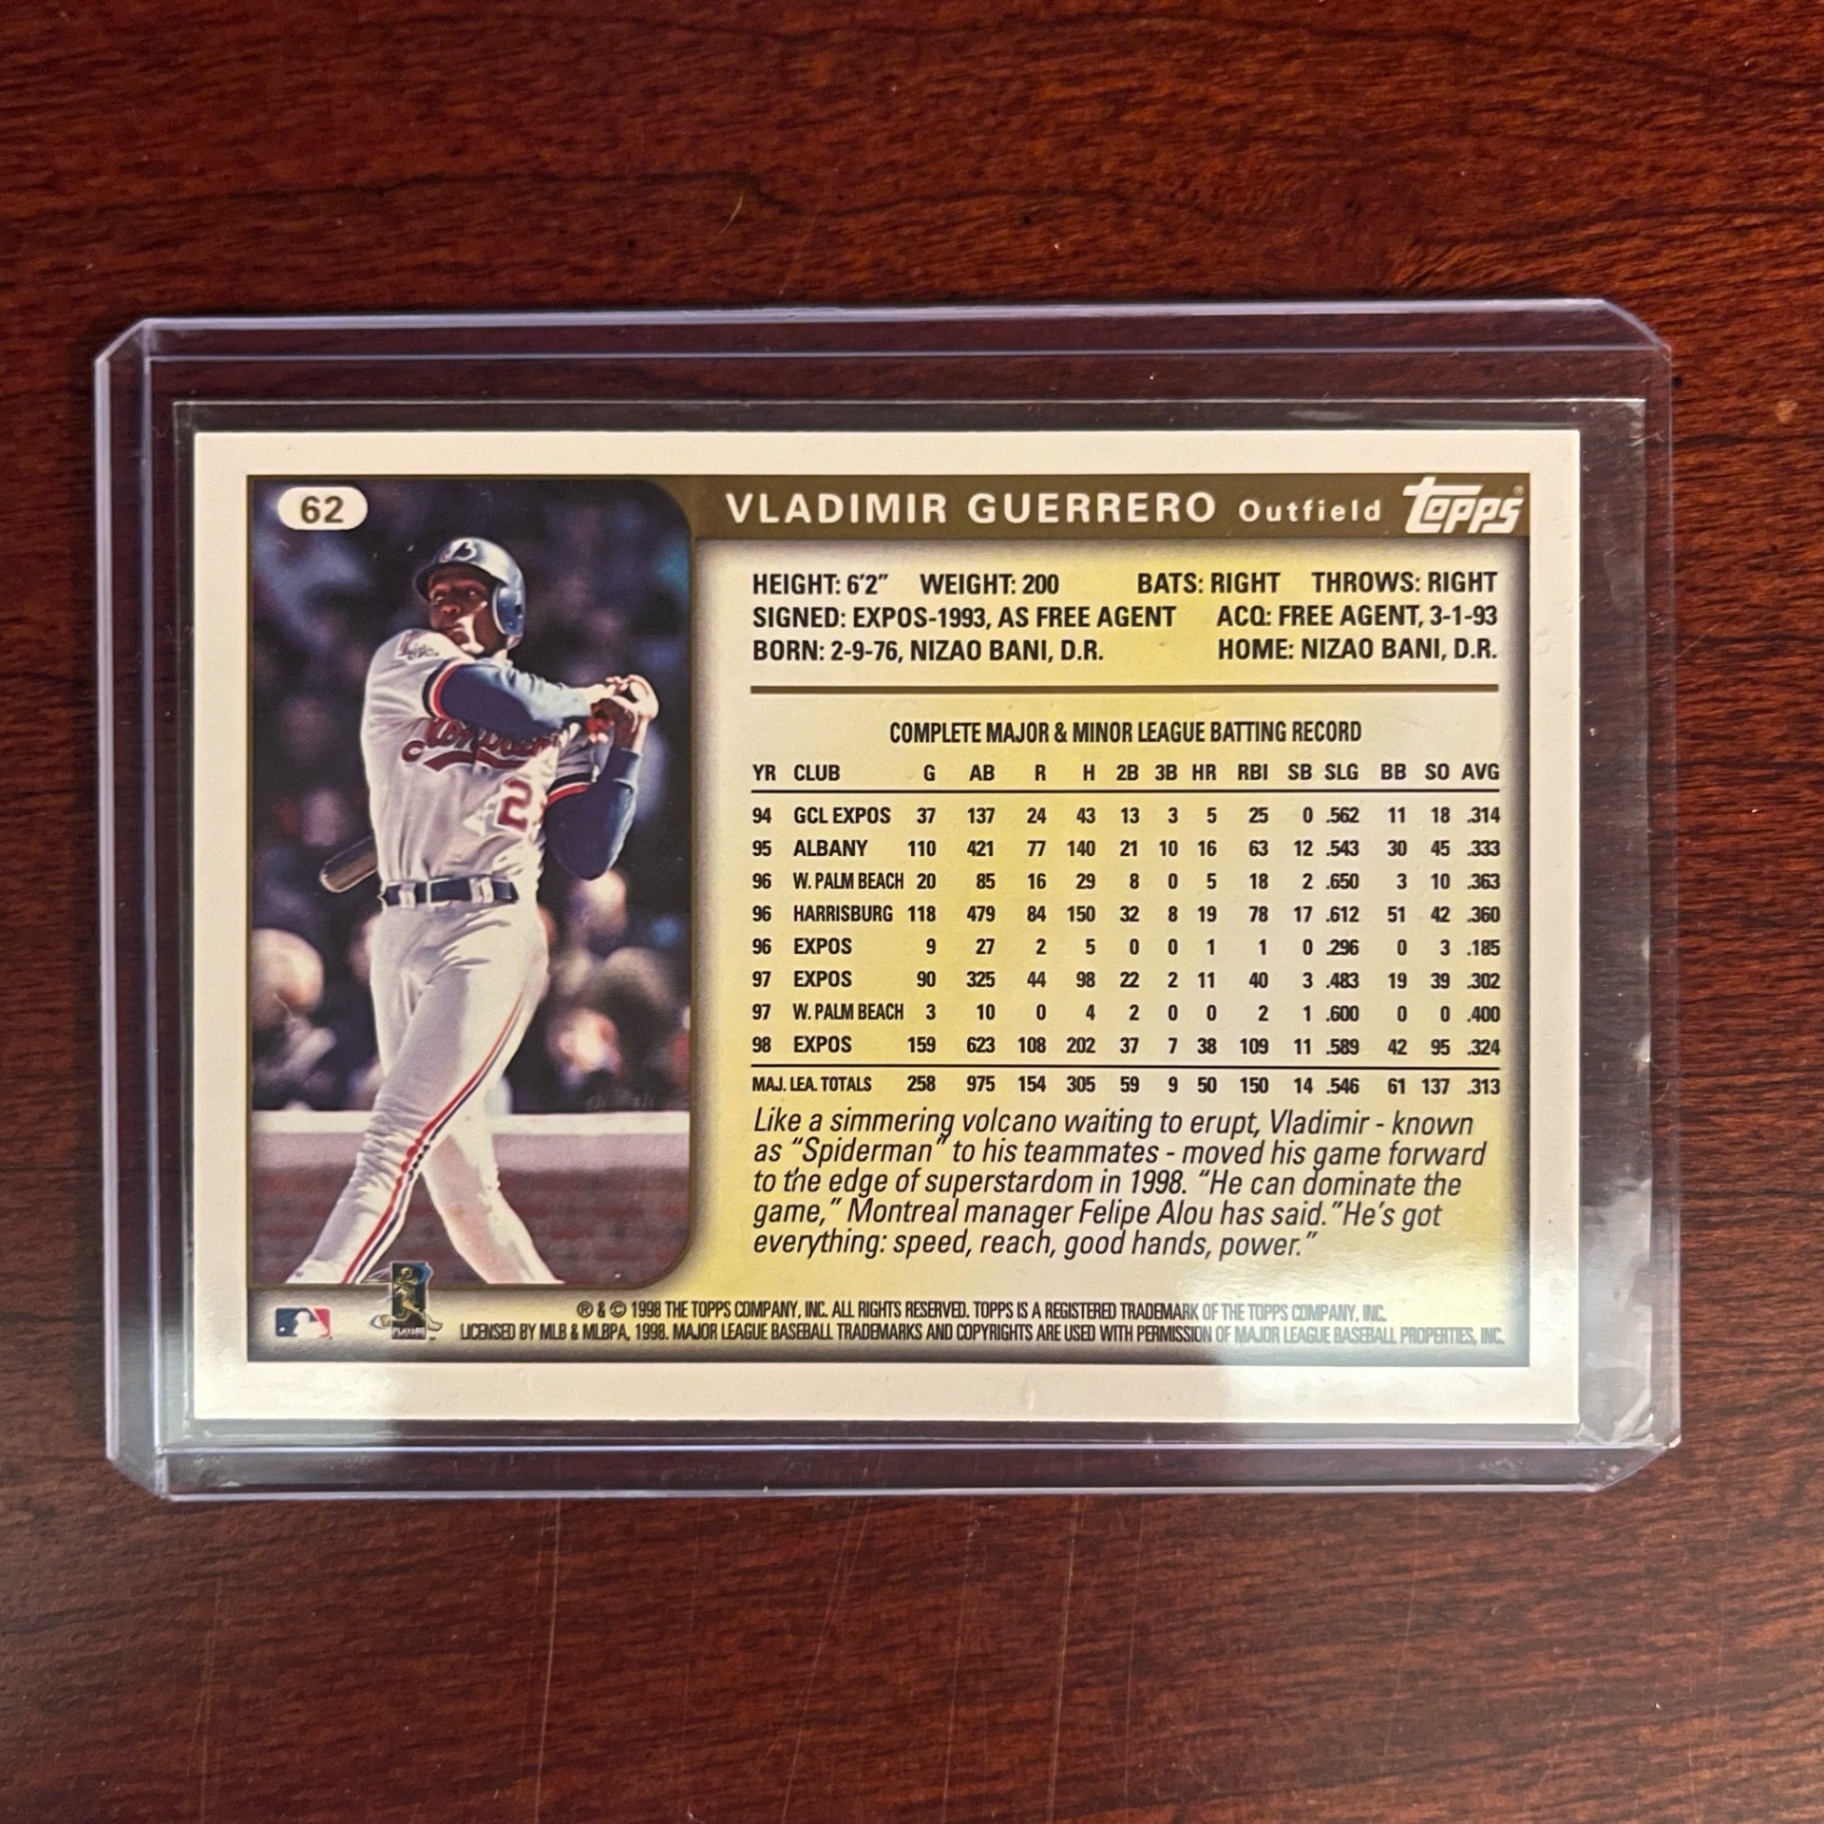 62
VLADIMIR GUERRERO Outfield topps
HEIGHT: 6'2" WEIGHT: 200 BATS: RIGHT THROWS: RIGHT
SIGNED: EXPOS-1993, AS FREE AGENT ACQ: FREE AGENT, 3-1-93
BORN: 2-9-76, NIZAO BANI, D.R. HOME: NIZAO BANI, D.R.
COMPLETE MAJOR & MINOR LEAGUE BATTING RECORD
YR CLUB G AB R H 2B 3B HR RBI SB SLG BB SO AVG
94 GCL EXPOS 37 137 24 43 13 3 5 25 0 .562 11 18 .314
95 ALBANY 110 421 77 140 21 10 16 63 12 .543 30 45 .333
96 W. PALM BEACH 20 85 16 29 8 0 5 18 2 .650 3 10 .363
96 HARRISBURG 118 479 84 150 32 8 19 78 17 .612 51 42 .360
96 EXPOS 9 27 2 5 0 0 1 1 0 .296 0 3 .185
97 EXPOS 90 325 44 98 22 2 11 40 3 .483 19 39 .302
97 W. PALM BEACH 3 10 0 4 2 0 0 2 1 .600 0 0 .400
98 EXPOS 159 623 108 202 37 7 38 109 11 .589 42 95 .324
MAJ. LEA. TOTALS 258 975 154 305 59 9 50 150 14 .546 61 137 .313
Like a simmering volcano waiting to erupt, Vladimir - known
as "Spiderman" to his teammates - moved his game forward
to the edge of superstardom in 1998. "He can dominate the
game," Montreal manager Felipe Alou has said."He's got
everything: speed, reach, good hands, power."
® & © 1998 THE TOPPS COMPANY, INC. ALL RIGHTS RESERVED. TOPPS IS A REGISTERED TRADEMARK OF THE TOPPS COMPANY, INC.
LICENSED BY MLB & MLBPA, 1998. MAJOR LEAGUE BASEBALL TRADEMARKS AND COPYRIGHTS ARE USED WITH PERMISSION OF MAJOR LEAGUE BASEBALL PROPERTIES, INC.
Montreal
2